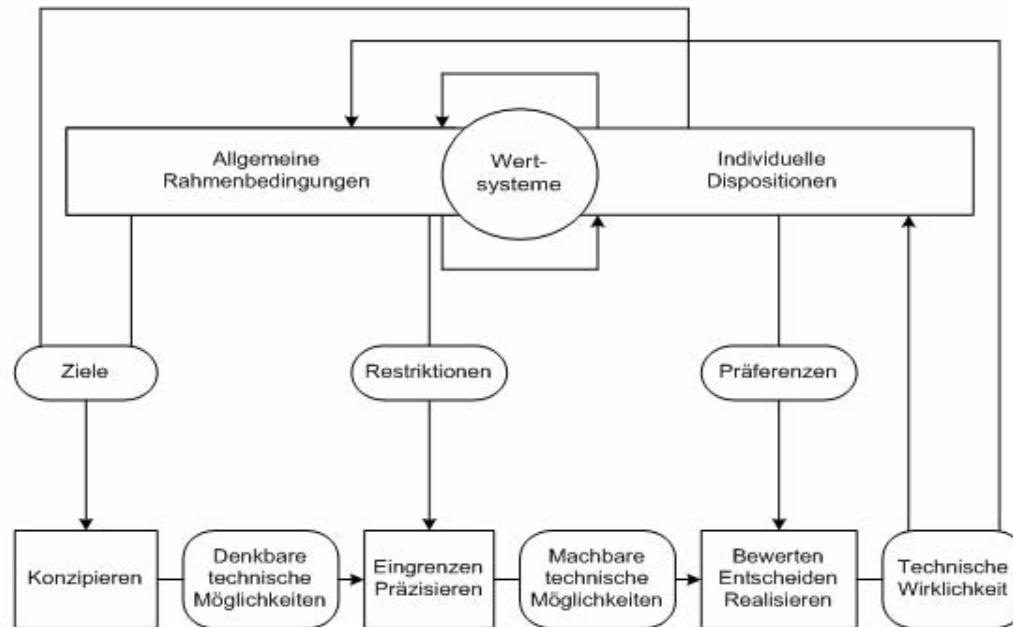 Allgemeine
Rahmenbedingungen
Wert-
systeme
Individuelle
Dispositionen
Ziele
Restriktionen
Präferenzen
Konzipieren
Denkbare
technische
Möglichkeiten
Eingrenzen
Präzisieren
Machbare
technische
Möglichkeiten
Bewerten
Entscheiden
Realisieren
Technische
Wirklichkeit